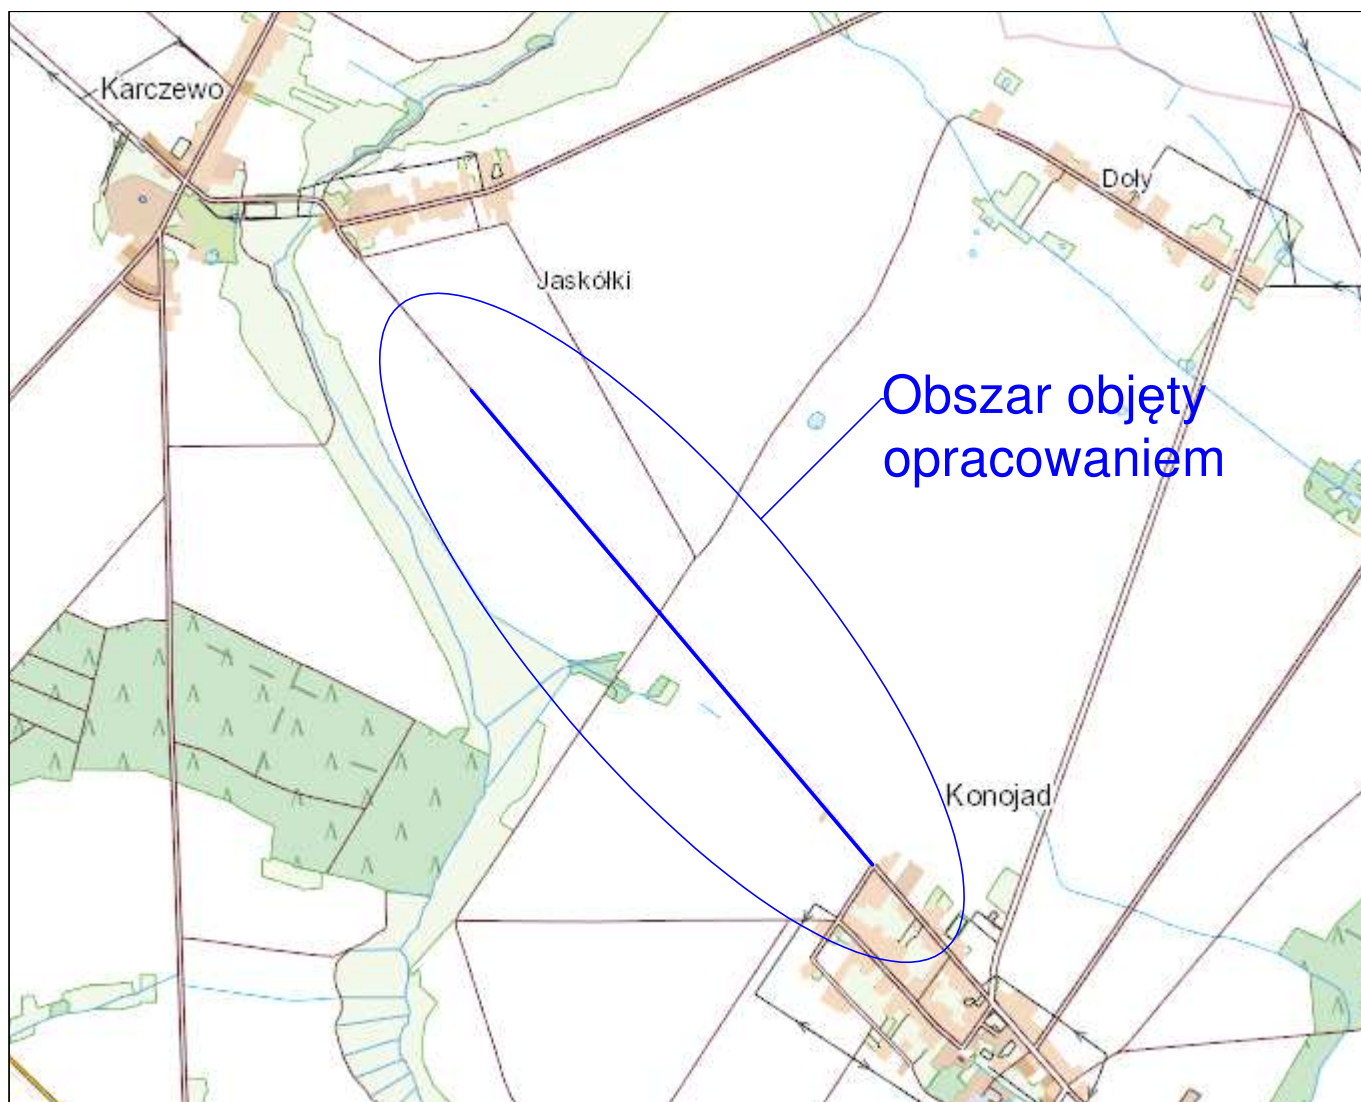 Karczewo
Doły
Jaskółki
Obszar objęty
opracowaniem
Konojad